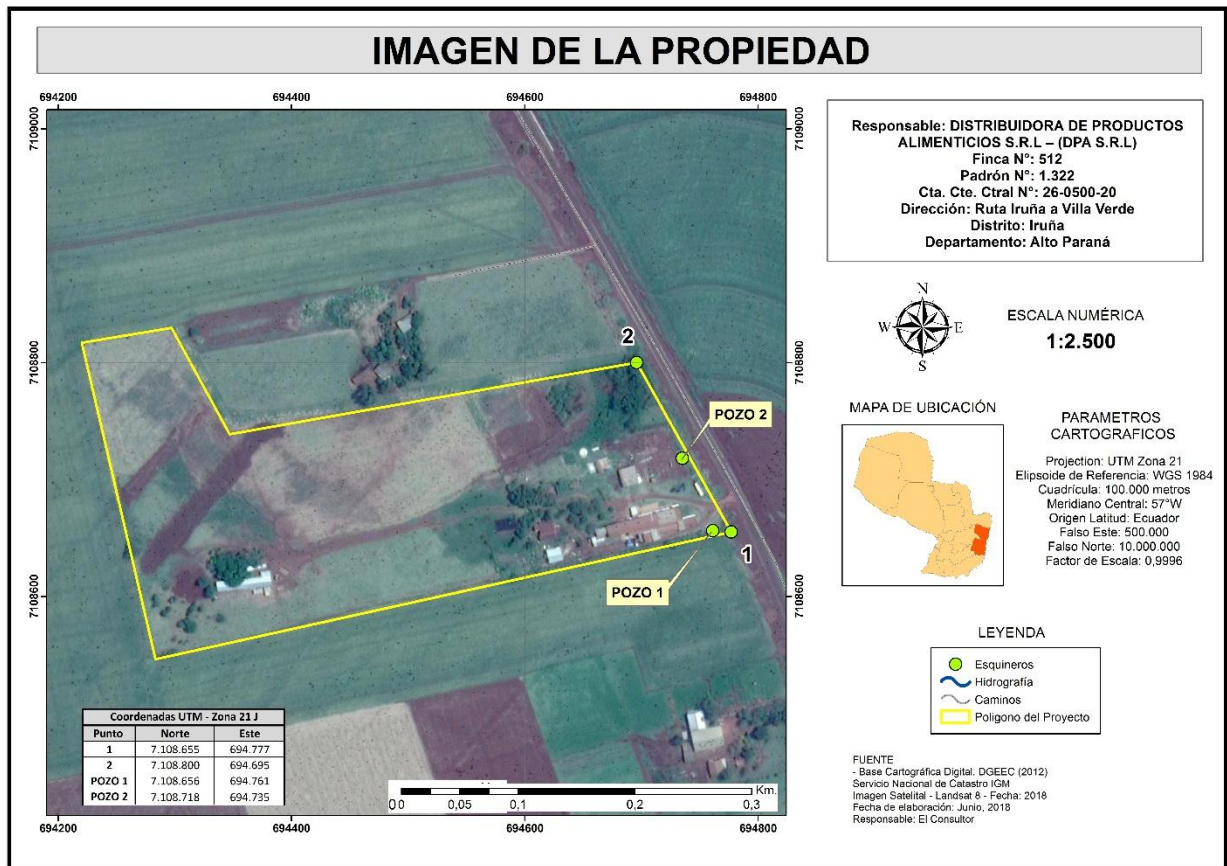 IMAGEN DE LA PROPIEDAD
694200
694400
694600
694800
7109000
7109000
7108800
7108800
7108600
7108600
2
POZO 2
1
POZO 1
Coordenadas UTM - Zona 21 J
Punto Norte Este
1 7.108.655 694.777
2 7.108.800 694.695
POZO 1 7.108.656 694.761
POZO 2 7.108.718 694.735
Km.
0 0 0,05 0,1 0,2 0,3
694200
694400
694600
694800
Responsable: DISTRIBUIDORA DE PRODUCTOS
ALIMENTICIOS S.R.L – (DPA S.R.L)
Finca N°: 512
Padrón N°: 1.322
Cta. Cte. Ctral N°: 26-0500-20
Dirección: Ruta Iruña a Villa Verde
Distrito: Iruña
Departamento: Alto Paraná
N
W E
S
ESCALA NUMÉRICA
1:2.500
MAPA DE UBICACIÓN
PARAMETROS
CARTOGRAFICOS
Projection: UTM Zona 21
Elipsoide de Referencia: WGS 1984
Cuadrícula: 100.000 metros
Meridiano Central: 57°W
Origen Latitud: Ecuador
Falso Este: 500.000
Falso Norte: 10.000.000
Factor de Escala: 0,9996
LEYENDA
Esquineros
Hidrografía
Caminos
Poligono del Proyecto
FUENTE
- Base Cartográfica Digital. DGEEC (2012)
Servicio Nacional de Catastro IGM
Imagen Satelital - Landsat 8 - Fecha: 2018
Fecha de elaboración: Junio, 2018
Responsable: El Consultor